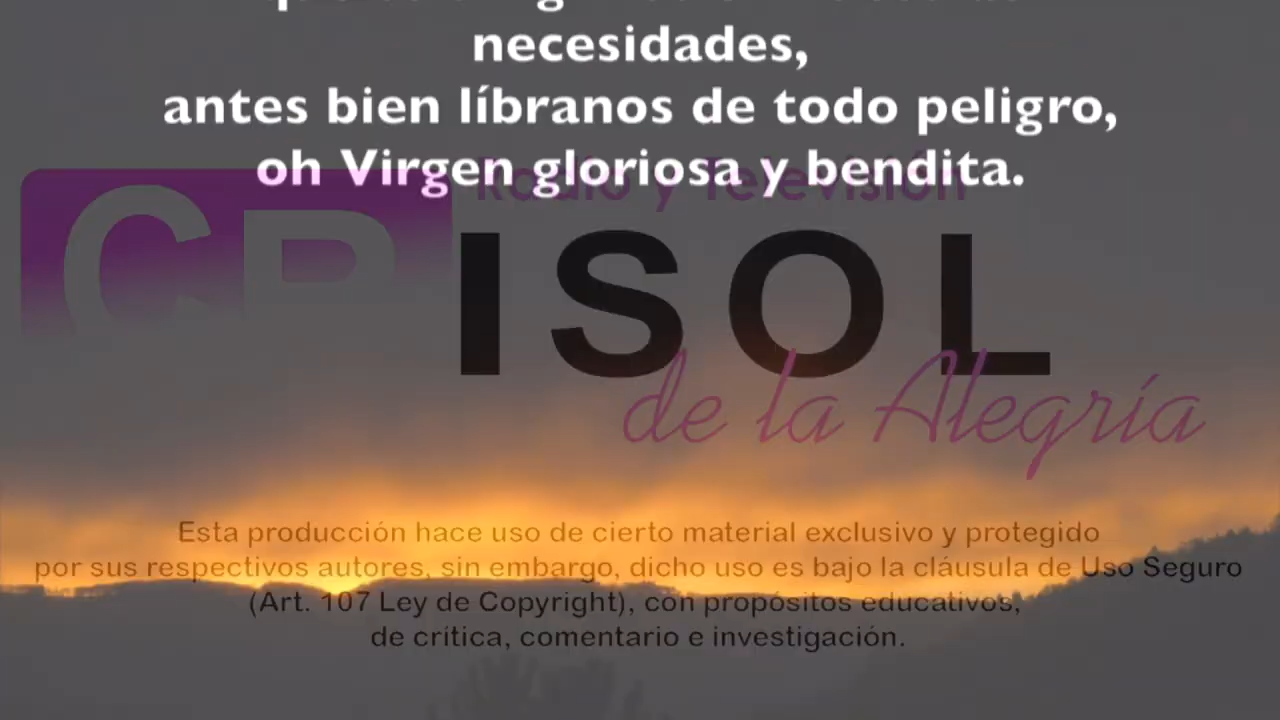 necesidades,
antes bien líbranos de todo peligro,
oh Virgen gloriosa y bendita.
Radio y Televisión
CRISOL
de la Alegría
Esta producción hace uso de cierto material exclusivo y protegido
por sus respectivos autores, sin embargo, dicho uso es bajo la cláusula de Uso Seguro
(Art. 107 Ley de Copyright), con propósitos educativos,
de crítica, comentario e investigación.